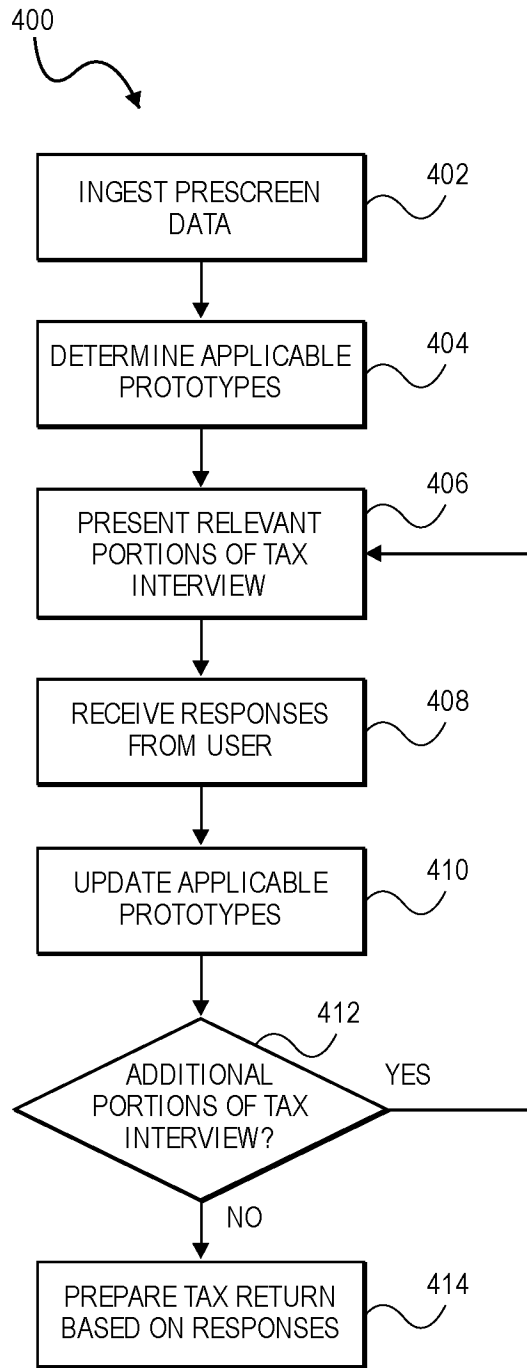 400
INGEST PRESCREEN
DATA
402
DETERMINE APPLICABLE
PROTOTYPES
404
PRESENT RELEVANT
PORTIONS OF TAX
INTERVIEW
406
RECEIVE RESPONSES
FROM USER
408
UPDATE APPLICABLE
PROTOTYPES
410
412
ADDITIONAL
PORTIONS OF TAX
INTERVIEW?
YES
NO
PREPARE TAX RETURN
BASED ON RESPONSES
414